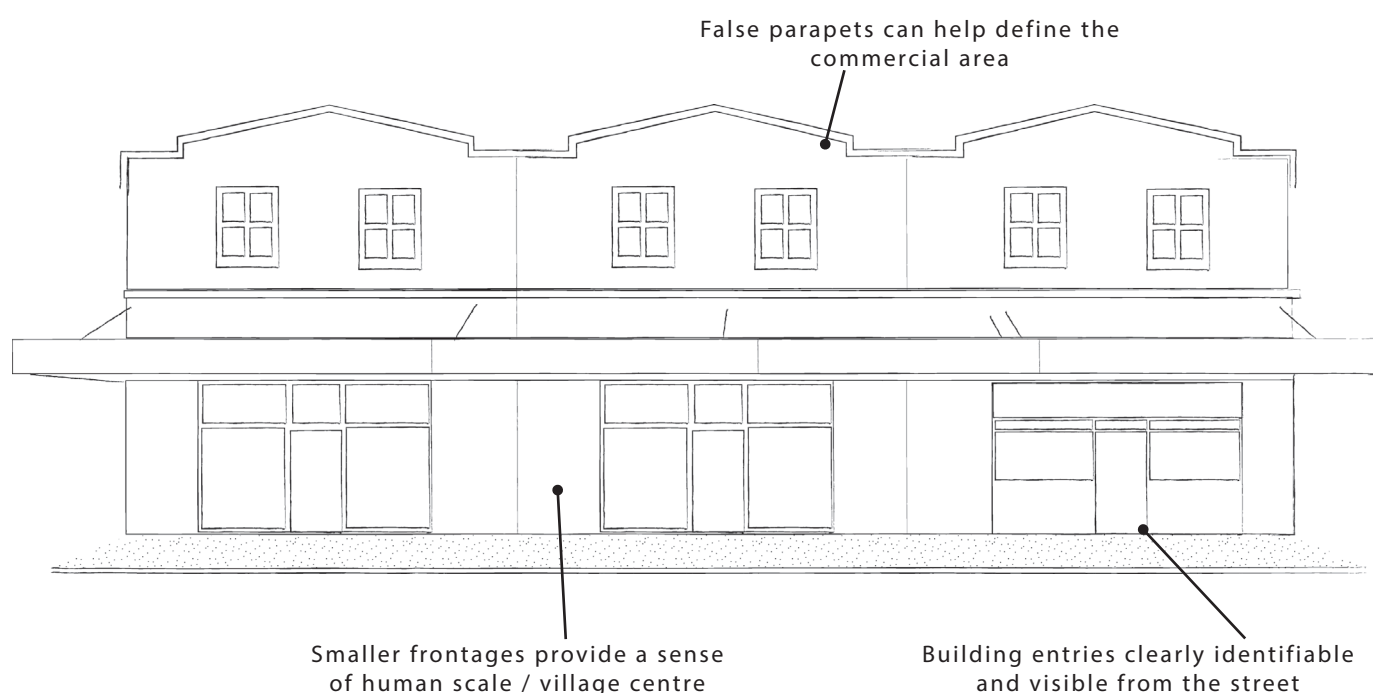 False parapets can help define the
commercial area
Smaller frontages provide a sense
of human scale / village centre
Building entries clearly identifiable
and visible from the street